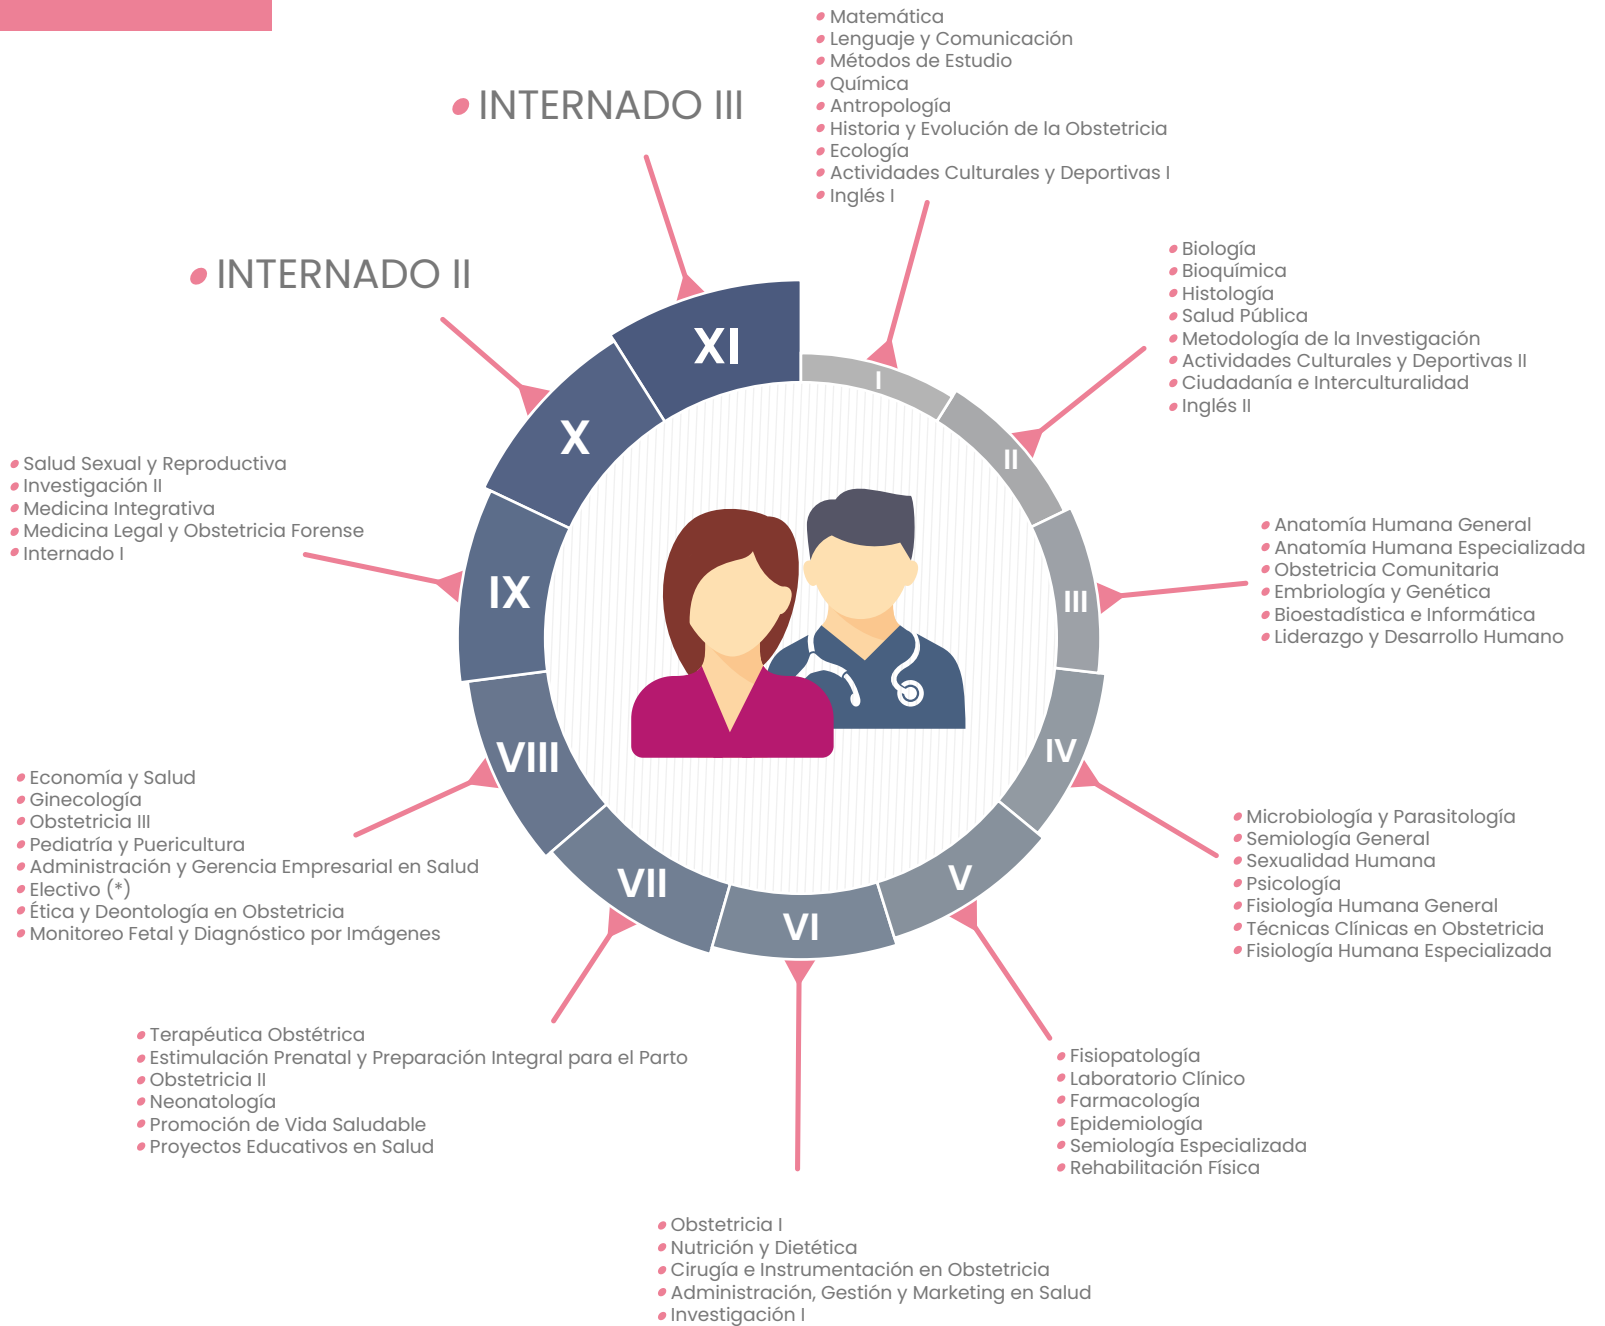 Matemática
Lenguaje y Comunicación
Métodos de Estudio
Química
Antropología
Historia y Evolución de la Obstetricia
Ecología
Actividades Culturales y Deportivas I
Inglés I
INTERNADO III
INTERNADO II
Biología
Bioquímica
Histología
Salud Pública
Metodología de la Investigación
Actividades Culturales y Deportivas II
Ciudadanía e Interculturalidad
Inglés II
Anatomía Humana General
Anatomía Humana Especializada
Obstetricia Comunitaria
Embriología y Genética
Bioestadística e Informática
Liderazgo y Desarrollo Humano
Microbiología y Parasitología
Semiología General
Sexualidad Humana
Psicología
Fisiología Humana General
Técnicas Clínicas en Obstetricia
Fisiología Humana Especializada
Fisiopatología
Laboratorio Clínico
Farmacología
Epidemiología
Semiología Especializada
Rehabilitación Física
Obstetricia I
Nutrición y Dietética
Cirugía e Instrumentación en Obstetricia
Administración, Gestión y Marketing en Salud
Investigación I
Terapéutica Obstétrica
Estimulación Prenatal y Preparación Integral para el Parto
Obstetricia II
Neonatología
Promoción de Vida Saludable
Proyectos Educativos en Salud
Economía y Salud
Ginecología
Obstetricia III
Pediatría y Puericultura
Administración y Gerencia Empresarial en Salud
Electivo (*)
Ética y Deontología en Obstetricia
Monitoreo Fetal y Diagnóstico por Imágenes
Salud Sexual y Reproductiva
Investigación II
Medicina Integrativa
Medicina Legal y Obstetricia Forense
Internado I
I
II
III
IV
V
VI
VII
VIII
IX
X
XI